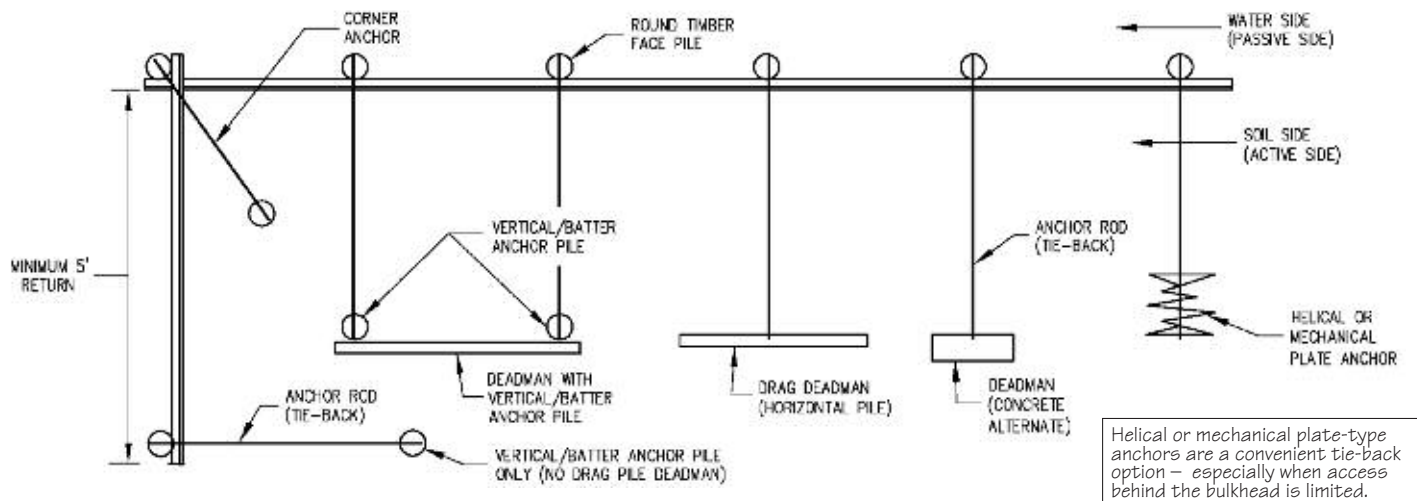 CORNER
ANCHOR
ROUND TIMBER
FACE PILE
WATER SIDE
(PASSIVE SIDE)
SOIL SIDE
(ACTIVE SIDE)
MINIMUM 5'
RETURN
VERTICAL/BATTER
ANCHOR PILE
ANCHOR ROD
(TIE-BACK)
HELICAL OR
MECHANICAL
PLATE ANCHOR
DEADMAN WITH
VERTICAL/BATTER
ANCHOR PILE
DRAG DEADMAN
(HORIZONTAL PILE)
DEADMAN
(CONCRETE
ALTERNATE)
ANCHOR ROD
(TIE-BACK)
VERTICAL/BATTER ANCHOR PILE
ONLY (NO DRAG PILE DEADMAN)
Helical or mechanical plate-type
anchors are a convenient tie-back
option – especially when access
behind the bulkhead is limited.